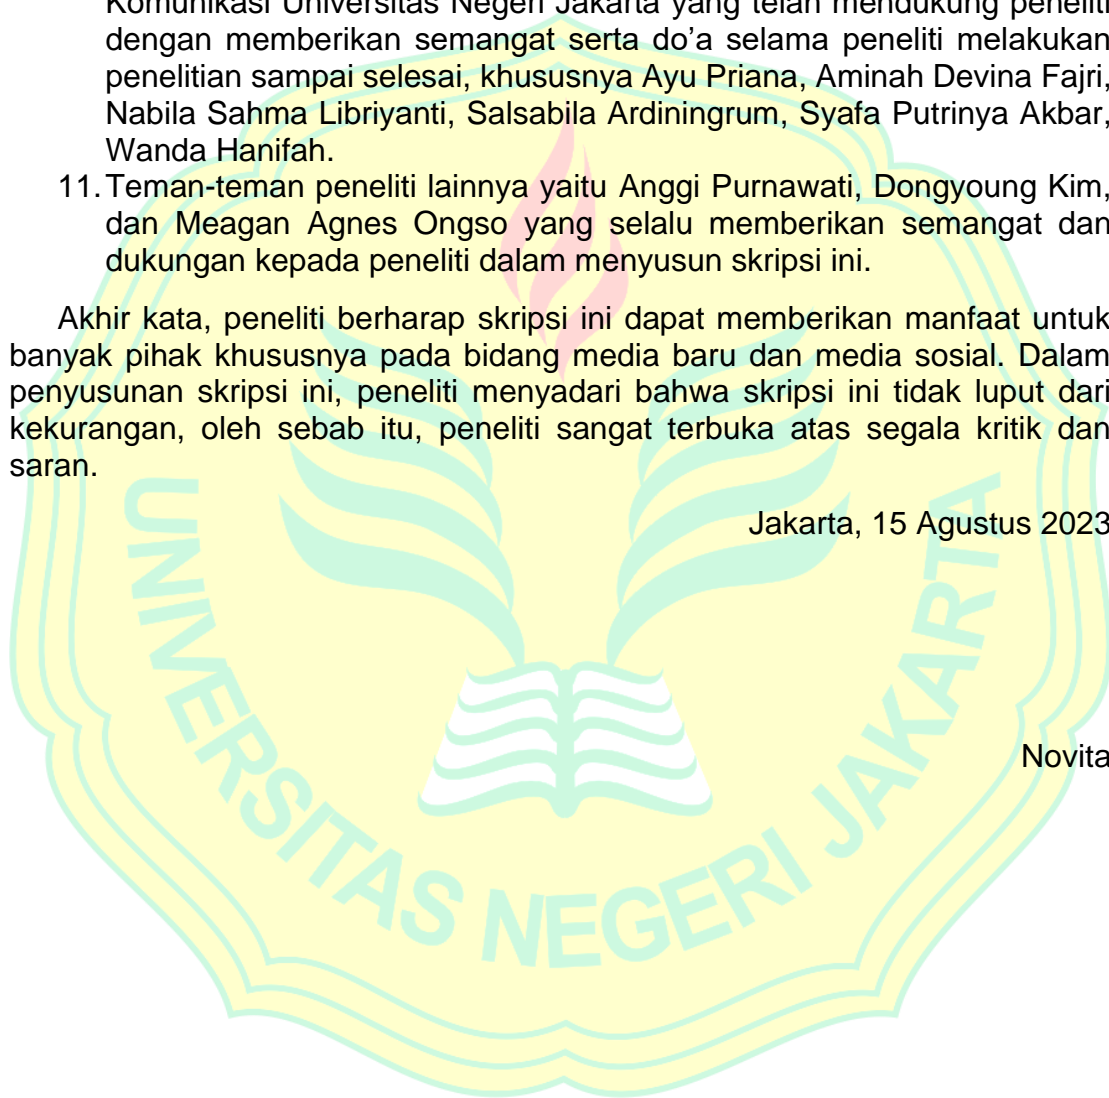 Komunikasi Universitas Negeri Jakarta yang telah mendukung peneliti
dengan memberikan semangat serta do’a selama peneliti melakukan
penelitian sampai selesai, khususnya Ayu Priana, Aminah Devina Fajri,
Nabila Sahma Libriyanti, Salsabila Ardiningrum, Syafa Putrinya Akbar,
Wanda Hanifah.
11. Teman-teman peneliti lainnya yaitu Anggi Purnawati, Dongyoung Kim,
dan Meagan Agnes Ongso yang selalu memberikan semangat dan
dukungan kepada peneliti dalam menyusun skripsi ini.
Akhir kata, peneliti berharap skripsi ini dapat memberikan manfaat untuk
banyak pihak khususnya pada bidang media baru dan media sosial. Dalam
penyusunan skripsi ini, peneliti menyadari bahwa skripsi ini tidak luput dari
kekurangan, oleh sebab itu, peneliti sangat terbuka atas segala kritik dan
saran.
Jakarta, 15 Agustus 2023
Novita
UNIVERSITAS NEGERI JAKARTA